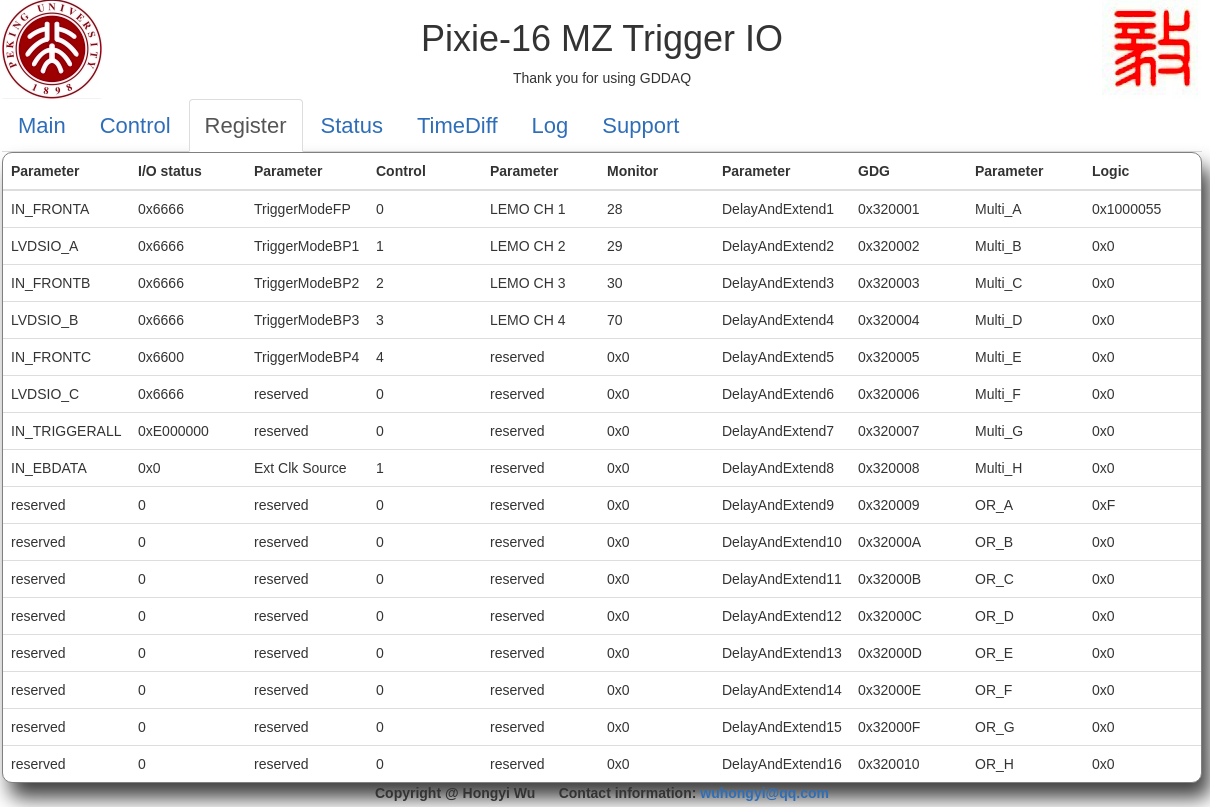 PEKING UNIVERSITY
1898
Pixie-16 MZ Trigger IO
Thank you for using GDDAQ
Main Control Register Status TimeDiff Log Support
Parameter I/O status Parameter Control Parameter Monitor Parameter GDG Parameter Logic
IN_FRONTA 0x6666 TriggerModeFP 0 LEMO CH 1 28 DelayAndExtend1 0x320001 Multi_A 0x1000055
LVDSIO_A 0x6666 TriggerModeBP1 1 LEMO CH 2 29 DelayAndExtend2 0x320002 Multi_B 0x0
IN_FRONTB 0x6666 TriggerModeBP2 2 LEMO CH 3 30 DelayAndExtend3 0x320003 Multi_C 0x0
LVDSIO_B 0x6666 TriggerModeBP3 3 LEMO CH 4 70 DelayAndExtend4 0x320004 Multi_D 0x0
IN_FRONTC 0x6600 TriggerModeBP4 4 reserved 0x0 DelayAndExtend5 0x320005 Multi_E 0x0
LVDSIO_C 0x6666 reserved 0 reserved 0x0 DelayAndExtend6 0x320006 Multi_F 0x0
IN_TRIGGERALL 0xE000000 reserved 0 reserved 0x0 DelayAndExtend7 0x320007 Multi_G 0x0
IN_EBDATA 0x0 Ext Clk Source 1 reserved 0x0 DelayAndExtend8 0x320008 Multi_H 0x0
reserved 0 reserved 0 reserved 0x0 DelayAndExtend9 0x320009 OR_A 0xF
reserved 0 reserved 0 reserved 0x0 DelayAndExtend10 0x32000A OR_B 0x0
reserved 0 reserved 0 reserved 0x0 DelayAndExtend11 0x32000B OR_C 0x0
reserved 0 reserved 0 reserved 0x0 DelayAndExtend12 0x32000C OR_D 0x0
reserved 0 reserved 0 reserved 0x0 DelayAndExtend13 0x32000D OR_E 0x0
reserved 0 reserved 0 reserved 0x0 DelayAndExtend14 0x32000E OR_F 0x0
reserved 0 reserved 0 reserved 0x0 DelayAndExtend15 0x32000F OR_G 0x0
reserved 0 reserved 0 reserved 0x0 DelayAndExtend16 0x320010 OR_H 0x0
Copyright @ Hongyi Wu Contact information: wuhongyi@qq.com